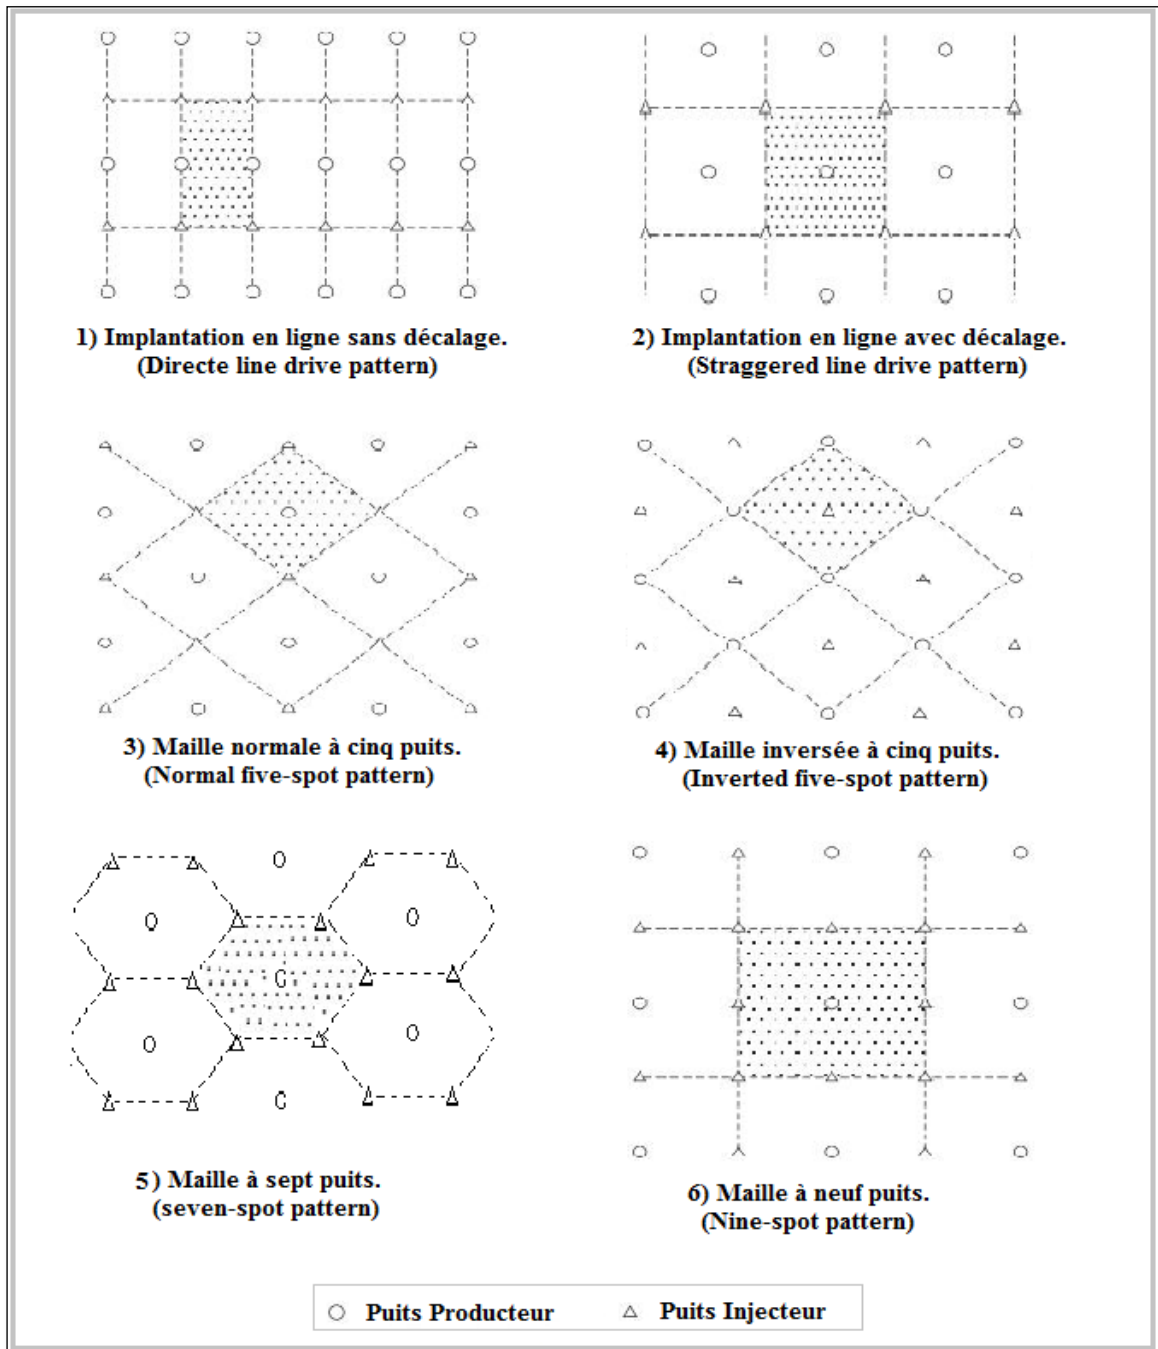 1) Implantation en ligne sans décalage.
(Directe line drive pattern)
2) Implantation en ligne avec décalage.
(Straggered line drive pattern)
3) Maille normale à cinq puits.
(Normal five-spot pattern)
4) Maille inversée à cinq puits.
(Inverted five-spot pattern)
5) Maille à sept puits.
(seven-spot pattern)
6) Maille à neuf puits.
(Nine-spot pattern)
Puits Producteur
Puits Injecteur